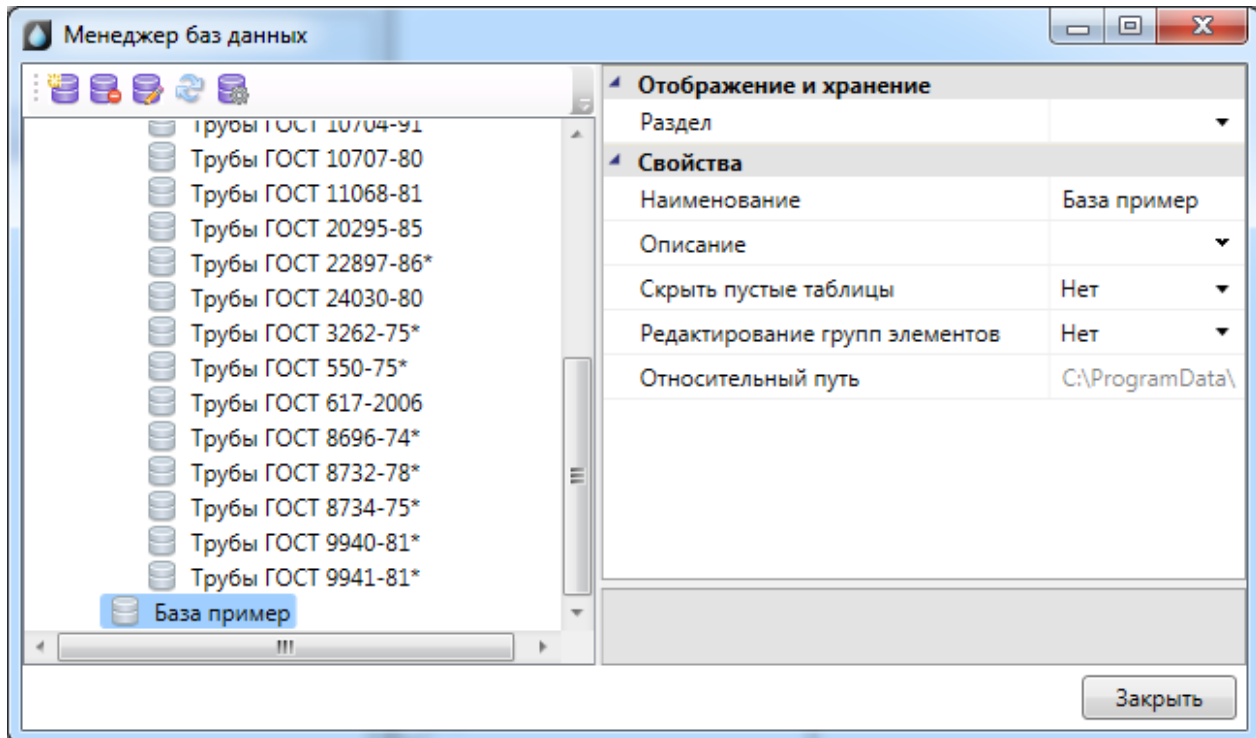 Менеджер баз данных
Трубы ГОСТ 10704-91
Трубы ГОСТ 10707-80
Трубы ГОСТ 11068-81
Трубы ГОСТ 20295-85
Трубы ГОСТ 22897-86*
Трубы ГОСТ 24030-80
Трубы ГОСТ 3262-75*
Трубы ГОСТ 550-75*
Трубы ГОСТ 617-2006
Трубы ГОСТ 8696-74*
Трубы ГОСТ 8732-78*
Трубы ГОСТ 8734-75*
Трубы ГОСТ 9940-81*
Трубы ГОСТ 9941-81*
База пример
Отображение и хранение
Раздел
Свойства
Наименование База пример
Описание
Скрыть пустые таблицы Нет
Редактирование групп элементов Нет
Относительный путь C:\ProgramData\
Закрыть